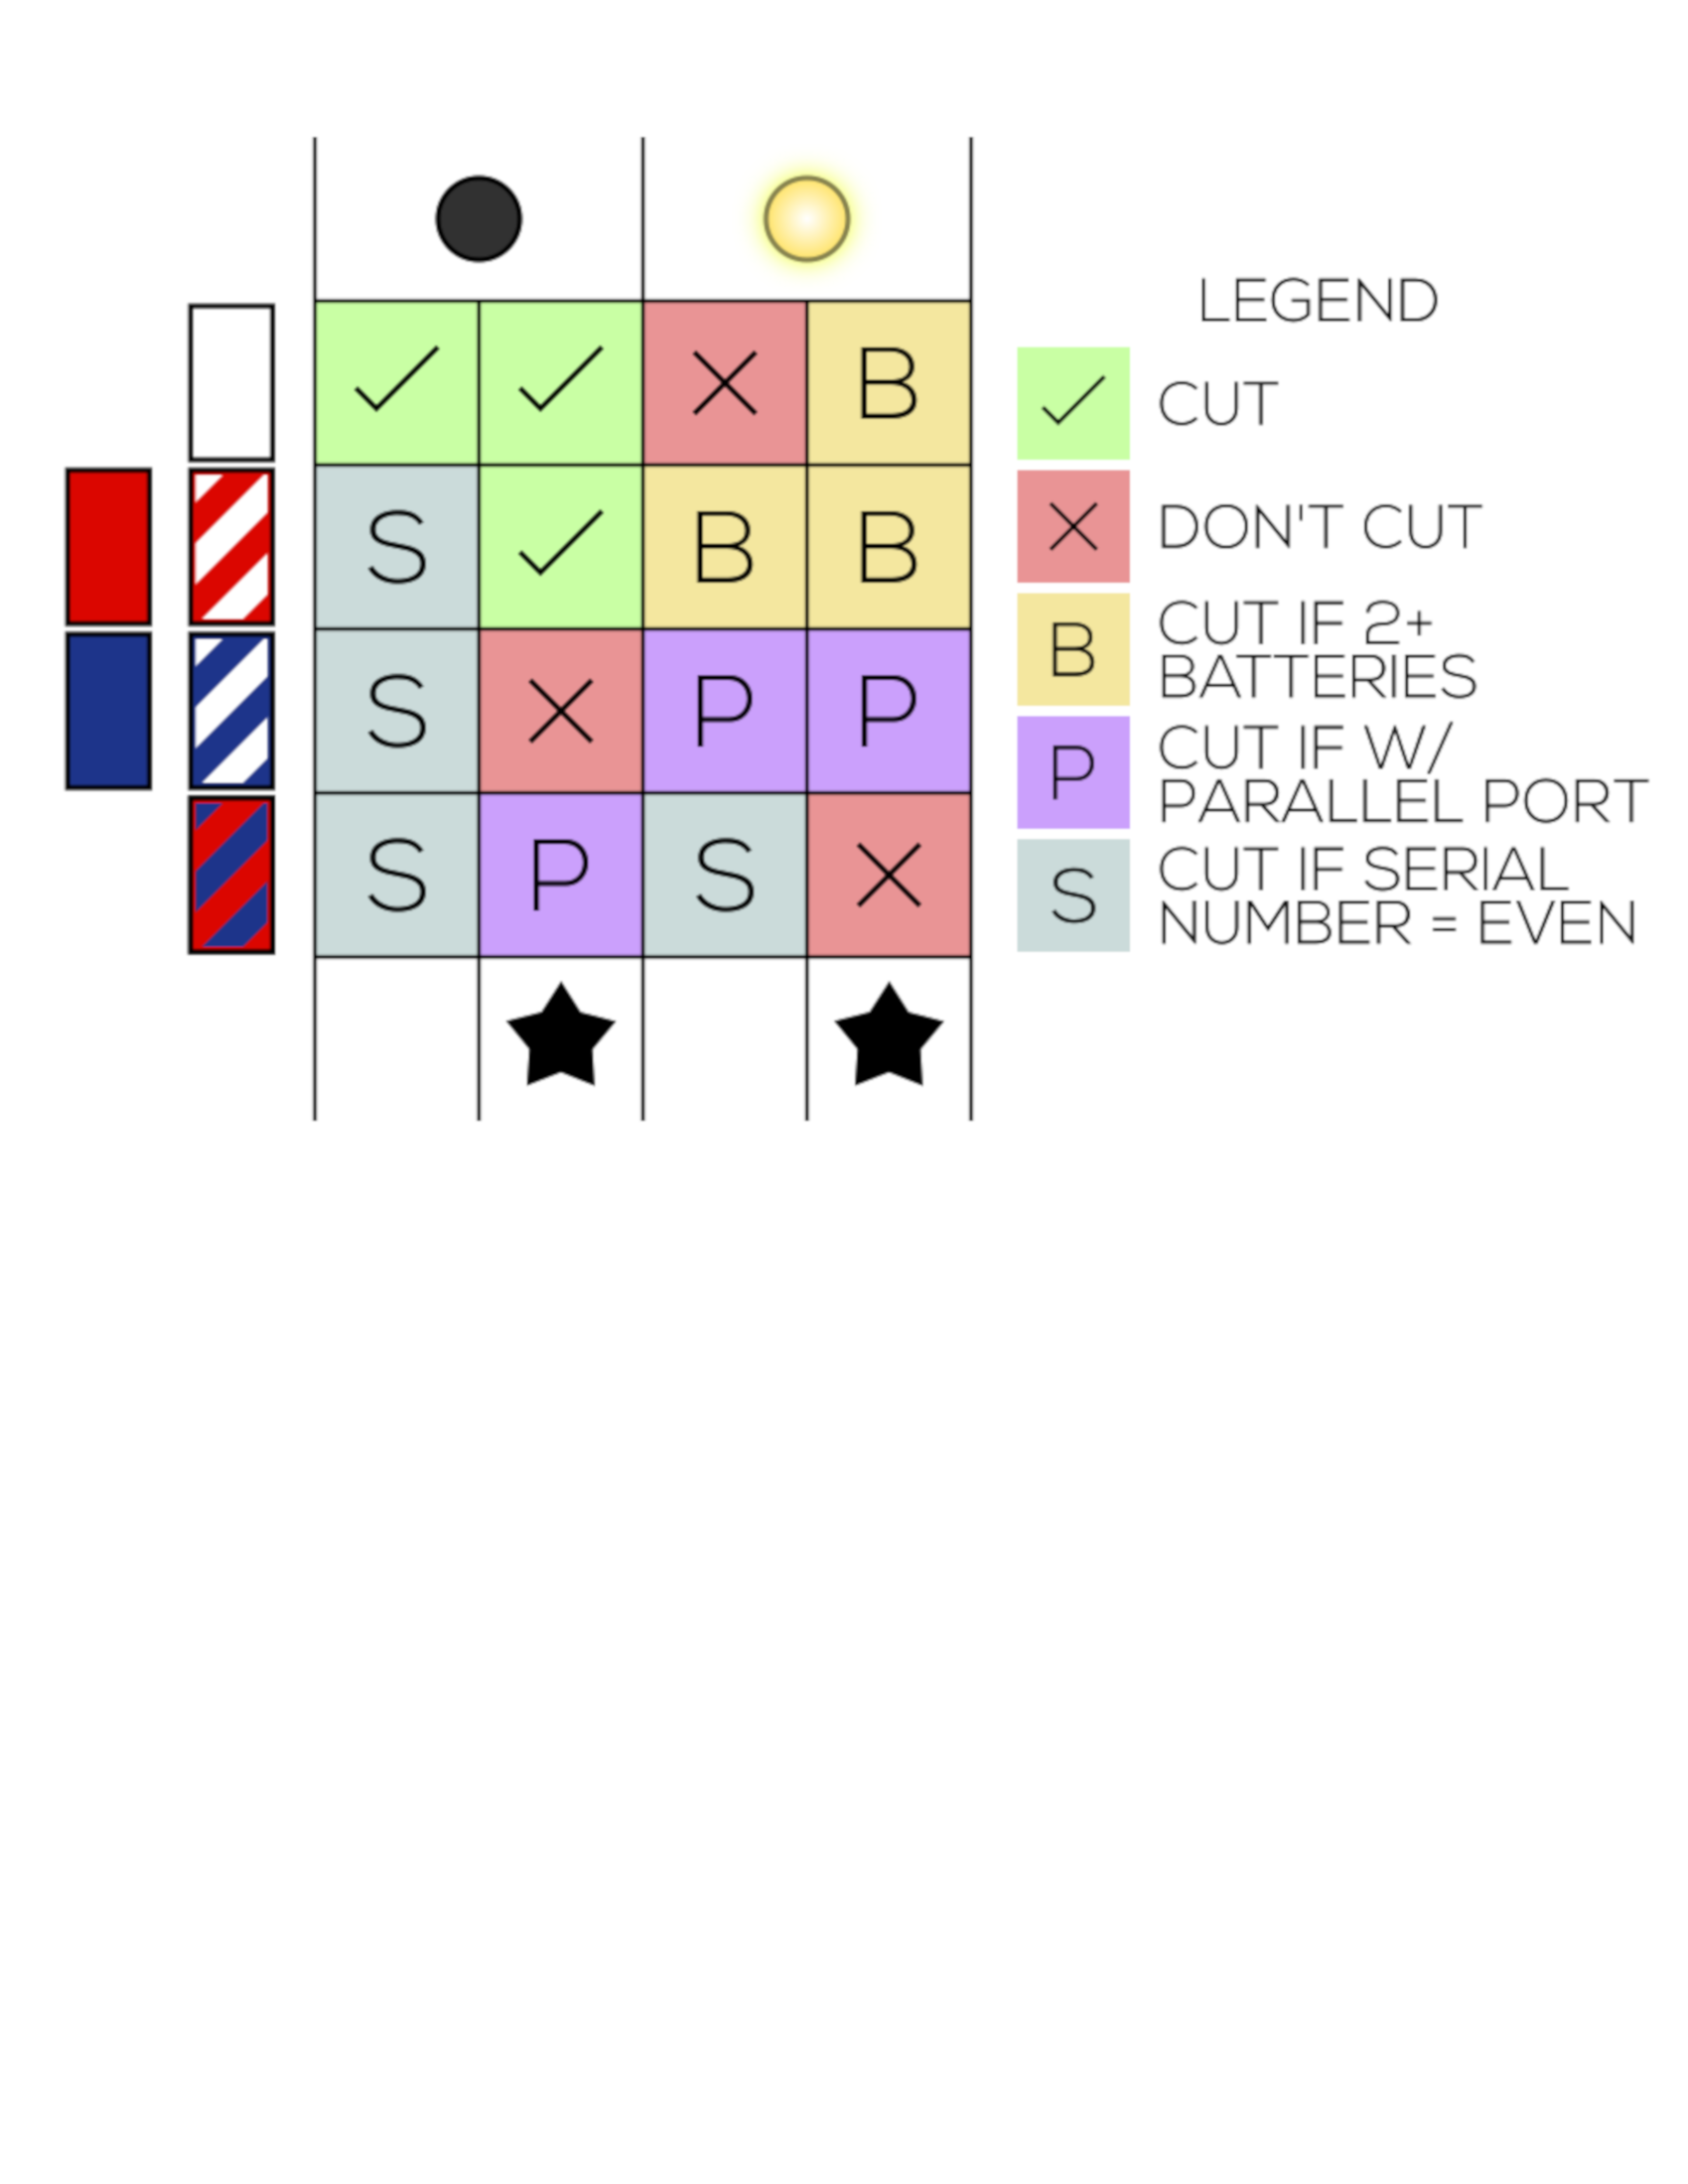 LEGEND
B
CUT
S
B
B
DON'T CUT
B
CUT IF 2+
BATTERIES
S
P
P
P
CUT IF W/
PARALLEL PORT
S
P
S
S
CUT IF SERIAL
NUMBER = EVEN